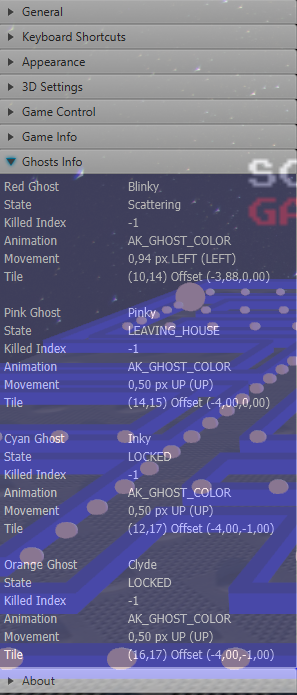 General
Keyboard Shortcuts
Appearance
3D Settings
Game Control
Game Info
Ghosts Info
SC
GA
Red Ghost Blinky
State Scattering
Killed Index -1
Animation AK_GHOST_COLOR
Movement 0,94 px LEFT (LEFT)
Tile (10,14) Offset (-3,88,0,00)
Pink Ghost Pinky
State LEAVING_HOUSE
Killed Index -1
Animation AK_GHOST_COLOR
Movement 0,50 px UP (UP)
Tile (14,15) Offset (-4,00,0,00)
Cyan Ghost Inky
State LOCKED
Killed Index -1
Animation AK_GHOST_COLOR
Movement 0,50 px UP (UP)
Tile (12,17) Offset (-4,00,-1,00)
Orange Ghost Clyde
State LOCKED
Killed Index -1
Animation AK_GHOST_COLOR
Movement 0,50 px UP (UP)
Tile (16,17) Offset (-4,00,-1,00)
About